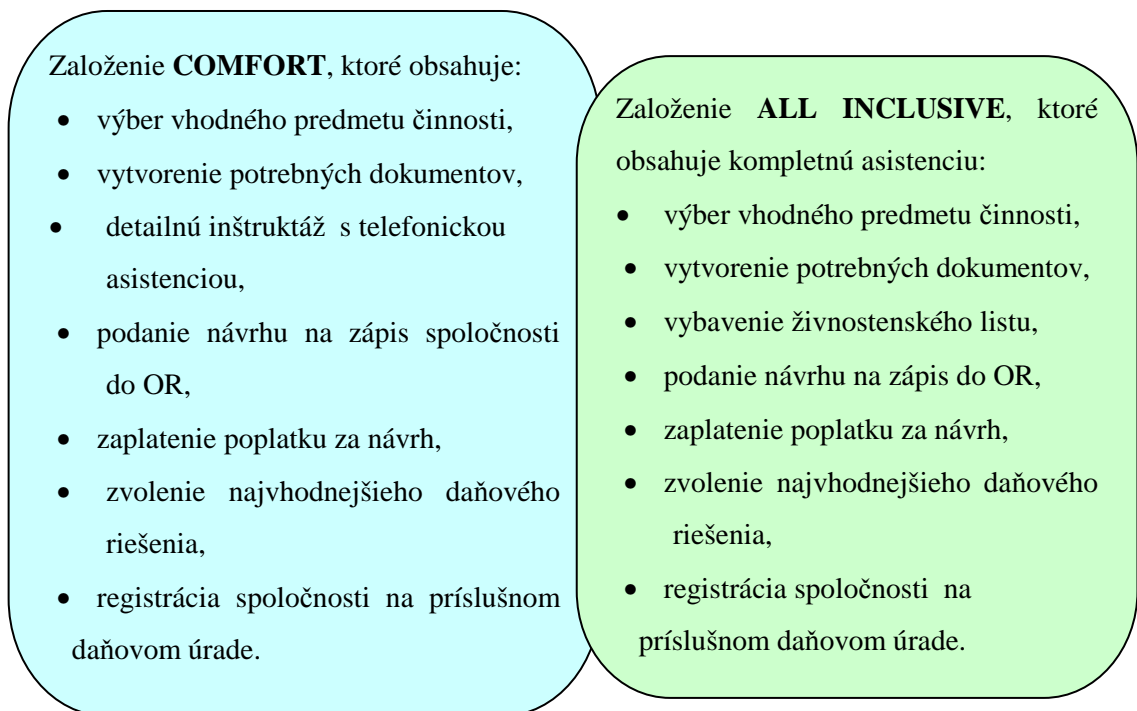 Založenie COMFORT, ktoré obsahuje:
• výber vhodného predmetu činnosti,
• vytvorenie potrebných dokumentov,
• detailnú inštruktáž s telefonickou
asistenciou,
• podanie návrhu na zápis spoločnosti
do OR,
• zaplatenie poplatku za návrh,
• zvolenie najvhodnejšieho daňového
riešenia,
• registrácia spoločnosti na príslušnom
daňovom úrade.
Založenie ALL INCLUSIVE, ktoré
obsahuje kompletnú asistenciu:
• výber vhodného predmetu činnosti,
• vytvorenie potrebných dokumentov,
• vybavenie živnostenského listu,
• podanie návrhu na zápis do OR,
• zaplatenie poplatku za návrh,
• zvolenie najvhodnejšieho daňového
riešenia,
• registrácia spoločnosti na
príslušnom daňovom úrade.